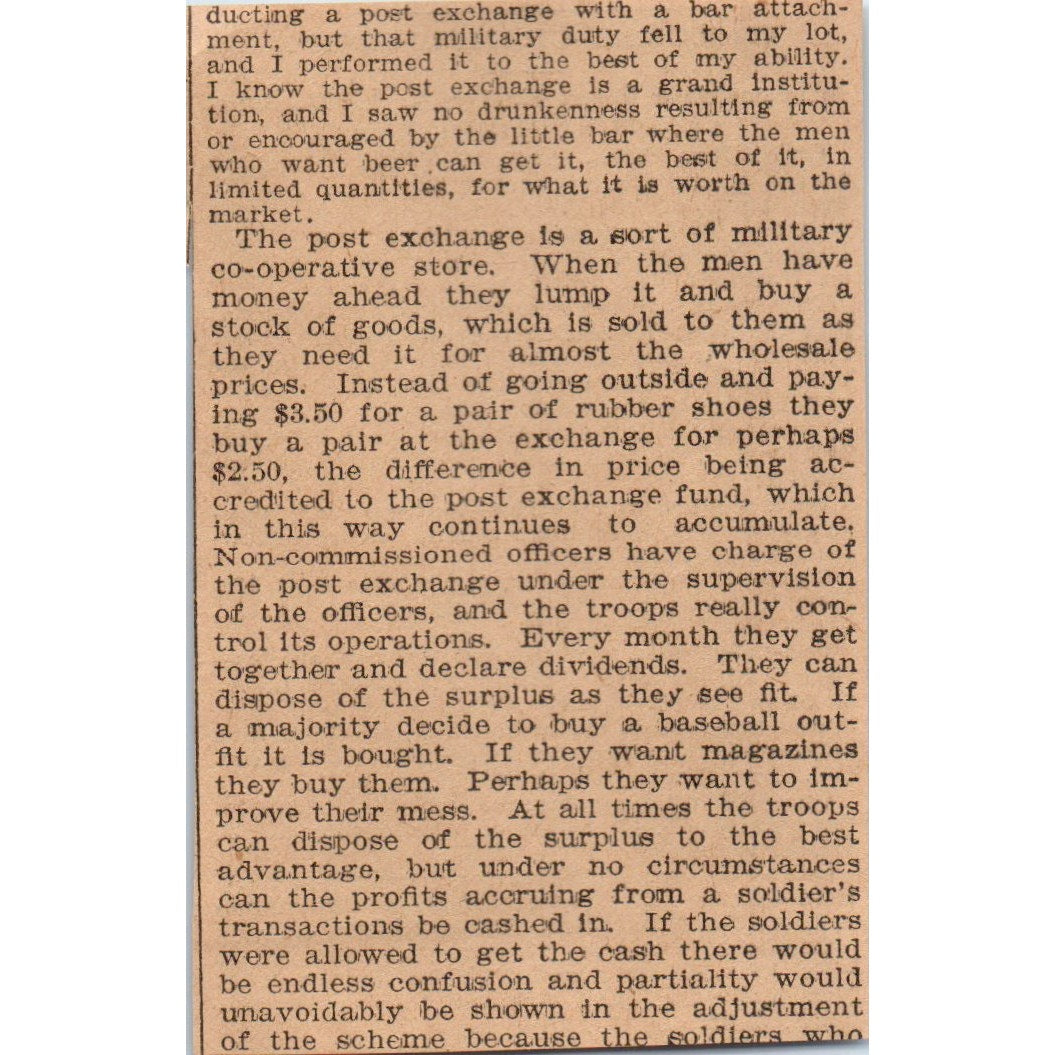 ducting a post exchange with a bar attach-
ment, but that military duty fell to my lot,
and I performed it to the best of my ability.
I know the post exchange is a grand institu-
tion, and I saw no drunkenness resulting from
or encouraged by the little bar where the men
who want beer can get it, the best of it, in
limited quantities, for what it is worth on the
market.
The post exchange is a sort of military
co-operative store. When the men have
money ahead they lump it and buy a
stock of goods, which is sold to them as
they need it for almost the wholesale
prices. Instead of going outside and pay-
ing $3.50 for a pair of rubber shoes they
buy a pair at the exchange for perhaps
$2.50, the difference in price being ac-
credited to the post exchange fund, which
in this way continues to accumulate.
Non-commissioned officers have charge of
the post exchange under the supervision
of the officers, and the troops really con-
trol its operations. Every month they get
together and declare dividends. They can
dispose of the surplus as they see fit. If
a majority decide to buy a baseball out-
fit it is bought. If they want magazines
they buy them. Perhaps they want to im-
prove their mess. At all times the troops
can dispose of the surplus to the best
advantage, but under no circumstances
can the profits accruing from a soldier's
transactions be cashed in. If the soldiers
were allowed to get the cash there would
be endless confusion and partiality would
unavoidably be shown in the adjustment
of the scheme because the soldiers who